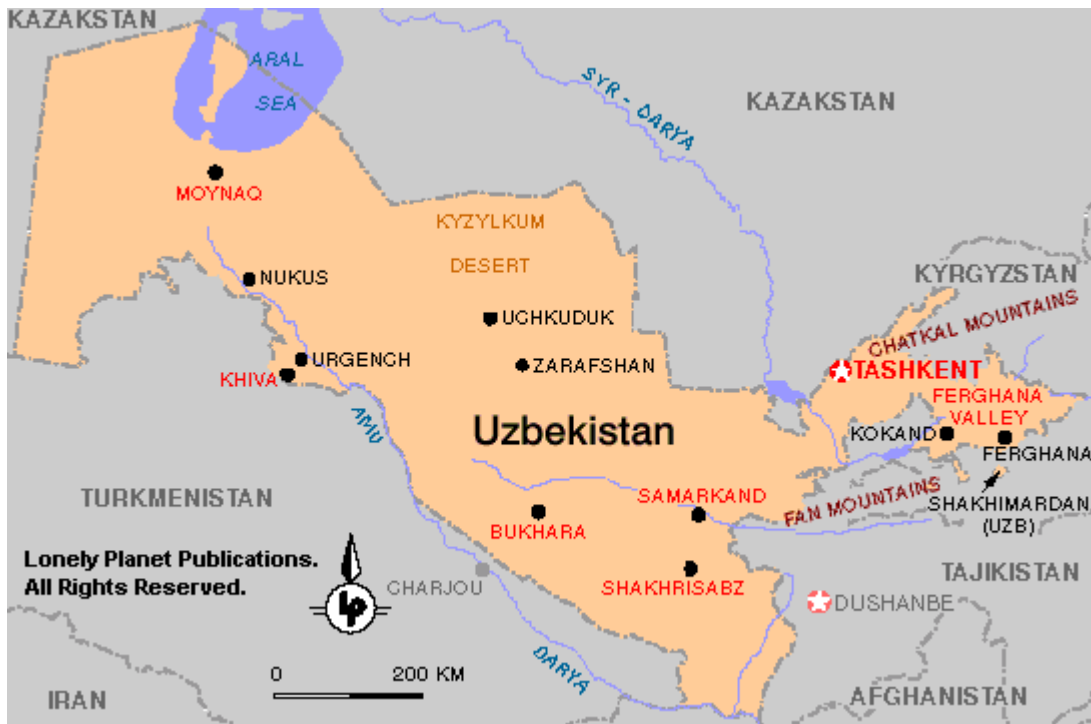 KAZAKSTAN
ARAL
SEA
SYR - DARYA
KAZAKSTAN
MOYNAQ
KYZYLKUM
DESERT
KYRGYZSTAN
NUKUS
CHATKAL MOUNTAINS
UCHKUDUK
URGENCH
ZARAFSHAN
TASHKENT
KHIVA
FERGHANA
VALLEY
AMU
Uzbekistan
KOKAND
FERGHANA
TURKMENISTAN
SAMARKAND
FAN MOUNTAINS
SHAKHIMARDAN
(UZB)
BUKHARA
Lonely Planet Publications.
All Rights Reserved.
CHARJOU
SHAKHRISABZ
TAJIKISTAN
LP
DUSHANBE
DARYA
0 200 KM
IRAN
AFGHANISTAN